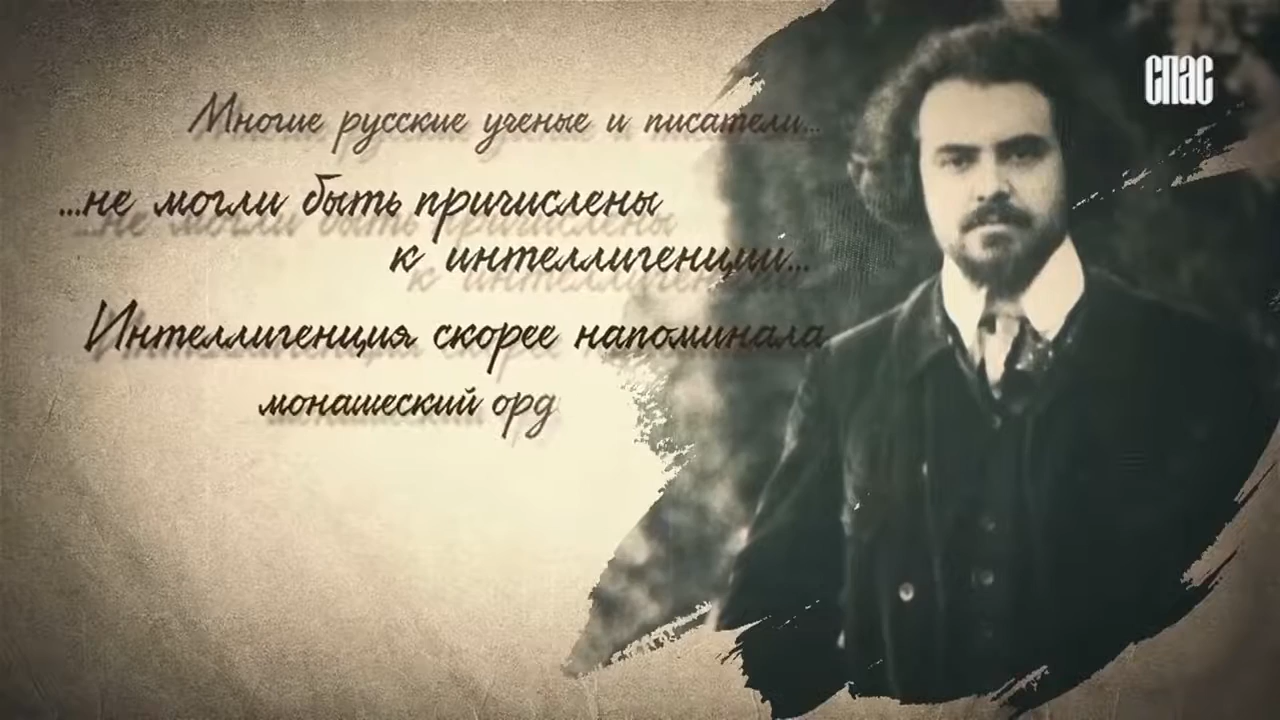 СПАС
Многие русские ученые и писатели...
...не могли быть причислены
к интеллигенции...
Интеллигенция скорее напоминала
монашеский орд